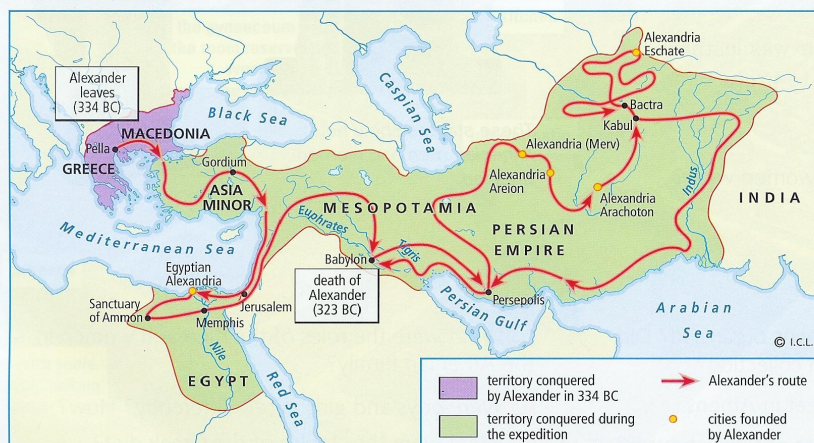 Alexander
leaves
(334 BC)
Black Sea
Caspian Sea
Alexandria
Eschate
Bactra
Kabul
MACEDONIA
Pella
GREECE
Gordium
ASIA
MINOR
Alexandria (Merv)
Alexandria
Areion
Alexandria
Arachoton
Indus
INDIA
MESOPOTAMIA
Euphrates
Tigris
PERSIAN
EMPIRE
Mediterranean Sea
Babylon
death of
Alexander
(323 BC)
Persepolis
Persian Gulf
Arabian
Sea
Egyptian
Alexandria
Sanctuary
of Ammon
Memphis
Jerusalem
Nile
EGYPT
Red Sea
© I.C.L.
territory conquered
by Alexander in 334 BC
Alexander's route
territory conquered during
the expedition
cities founded
by Alexander